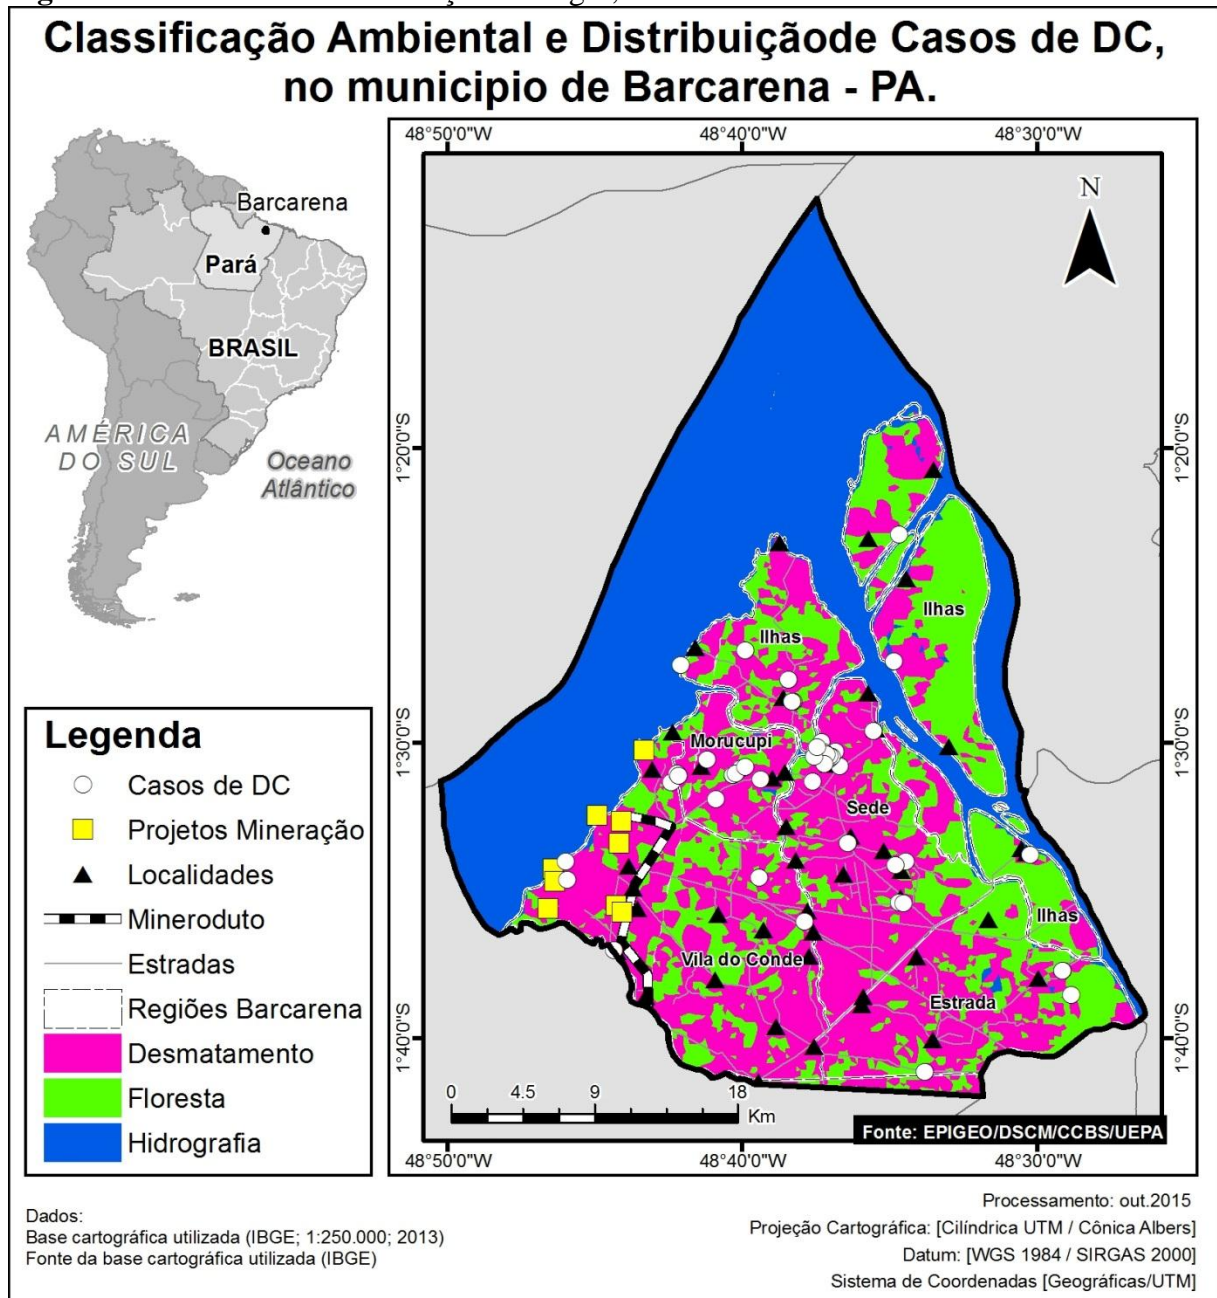 Classificação Ambiental e Distribuiçãode Casos de DC,
no municipio de Barcarena - PA.
Barcarena
Pará
BRASIL
AMÉRICA
DO SUL
Oceano
Atlântico
48°50'0"W 48°40'0"W 48°30'0"W
N
1°20'0"S 1°20'0"S
Ilhas
Ilhas
1°30'0"S 1°30'0"S
Morucupi
Sede
Ilhas
Vila do Conde
Estrada
1°40'0"S 1°40'0"S
0 4.5 9 18
Km
Fonte: EPIGEO/DSCM/CCBS/UEPA
48°50'0"W 48°40'0"W 48°30'0"W
Legenda
Casos de DC
Projetos Mineração
Localidades
Mineroduto
Estradas
Regiões Barcarena
Desmatamento
Floresta
Hidrografia
Dados:
Base cartográfica utilizada (IBGE; 1:250.000; 2013)
Fonte da base cartográfica utilizada (IBGE)
Processamento: out.2015
Projeção Cartográfica: [Cilíndrica UTM / Cônica Albers]
Datum: [WGS 1984 / SIRGAS 2000]
Sistema de Coordenadas [Geográficas/UTM]